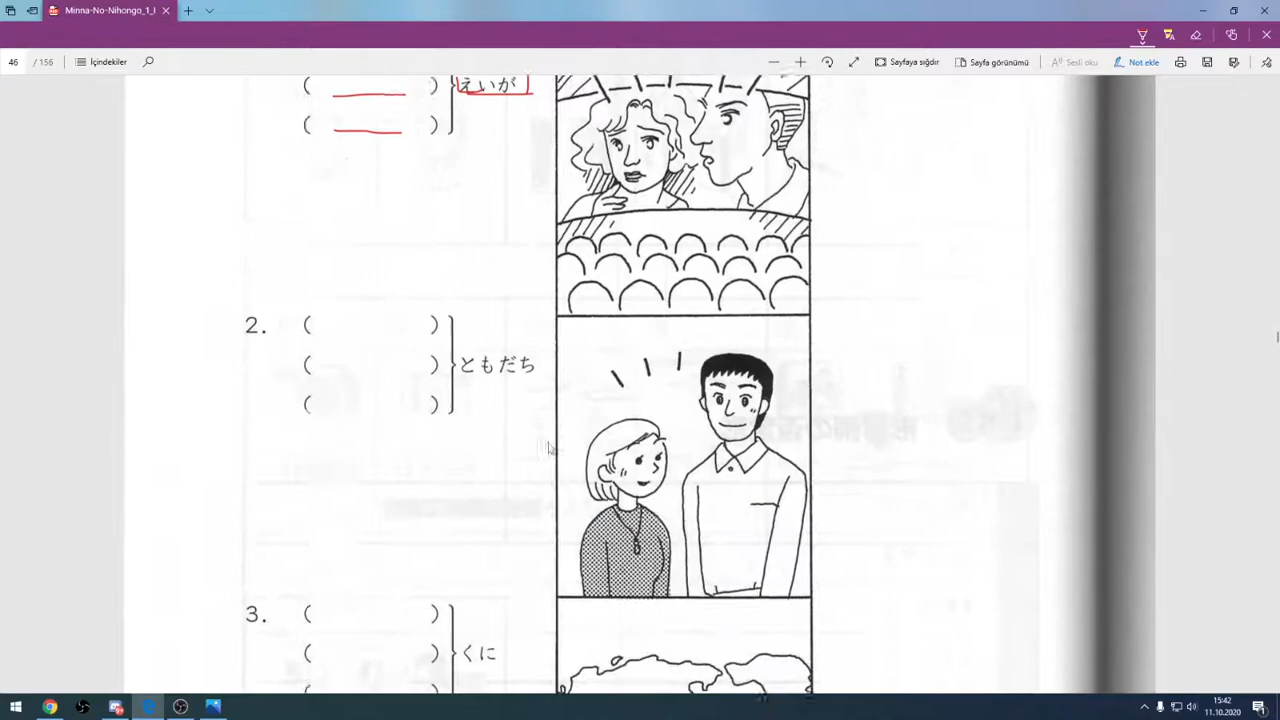 Minna-No-Nihongo_1_
46 / 156
İçindekiler
Sayfaya sığdır
Sayfa görünümü
Sesli oku
Not ekle
( ) えいが
( )
2. ( )
( ) ともだち
( )
3. ( )
( ) くに
(
15:42
11.10.2020